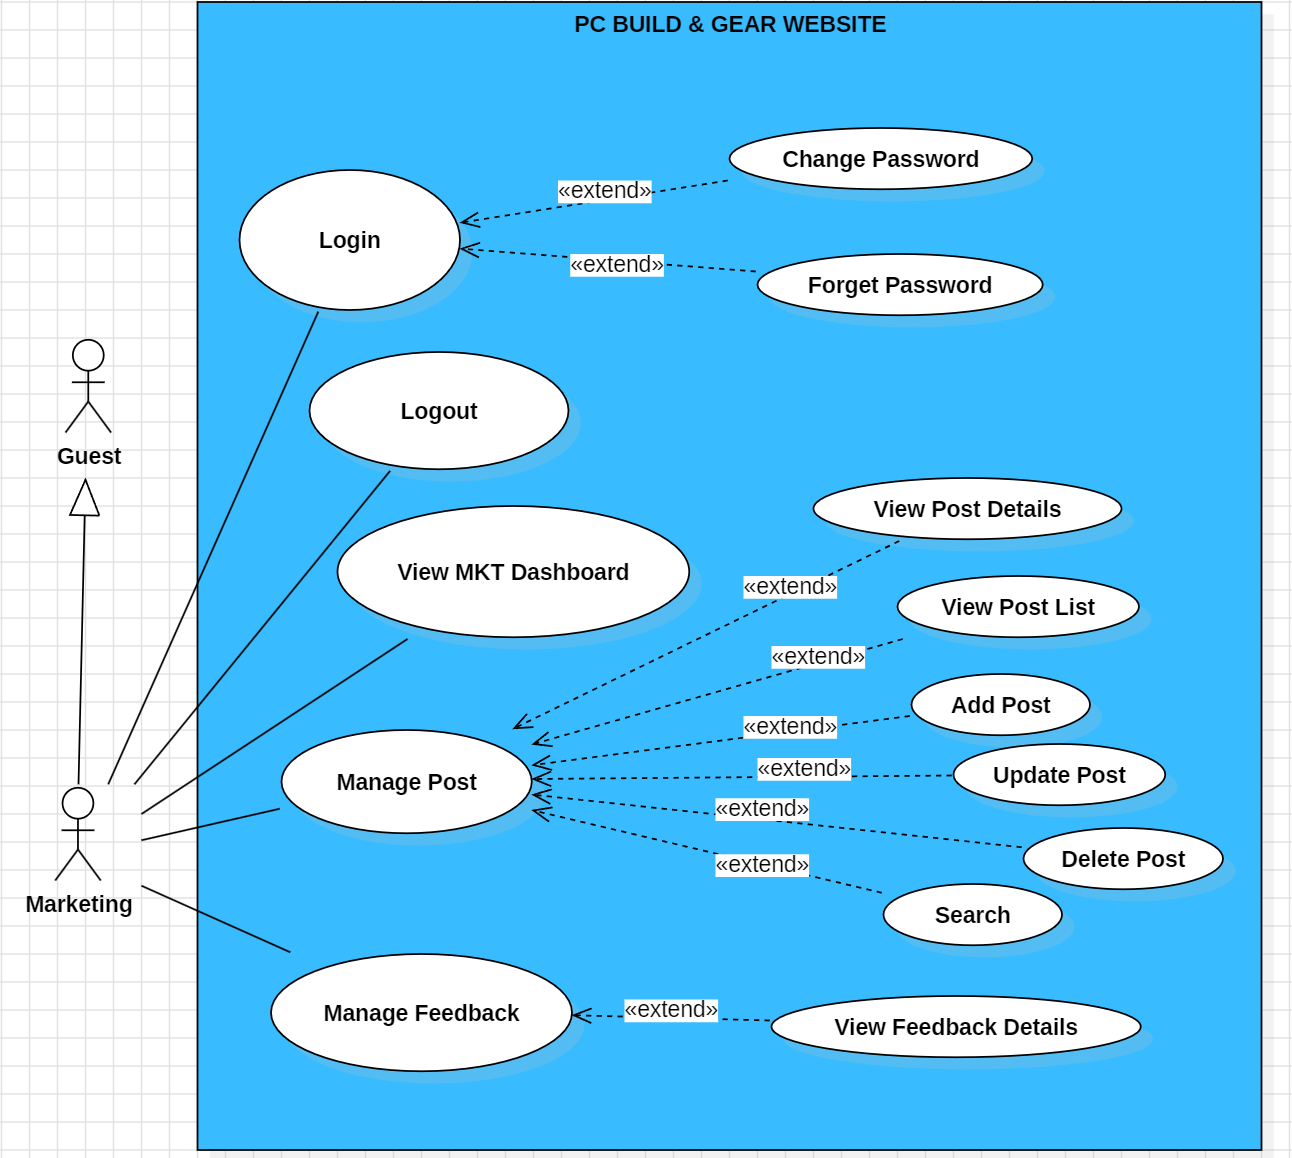 PC BUILD & GEAR WEBSITE
Change Password
«extend»
Login
«extend»
Forget Password
Guest
Logout
View Post Details
View MKT Dashboard
«extend»
View Post List
«extend»
Add Post
«extend»
«extend»
Update Post
Manage Post
«extend»
Delete Post
«extend»
Marketing
Search
Manage Feedback
«extend»
View Feedback Details